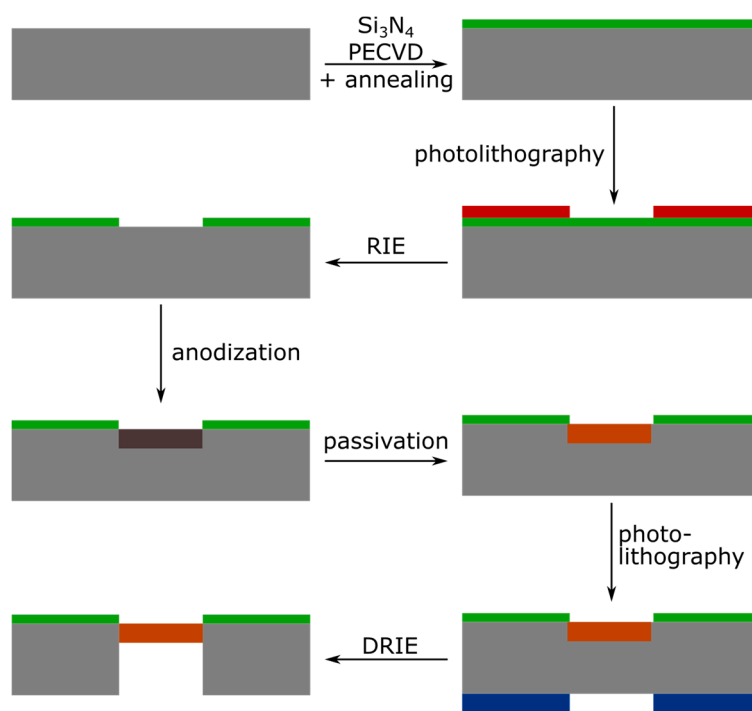 Si₃N₄
PECVD
+ annealing
photolithography
RIE
anodization
passivation
photo-
lithography
DRIE